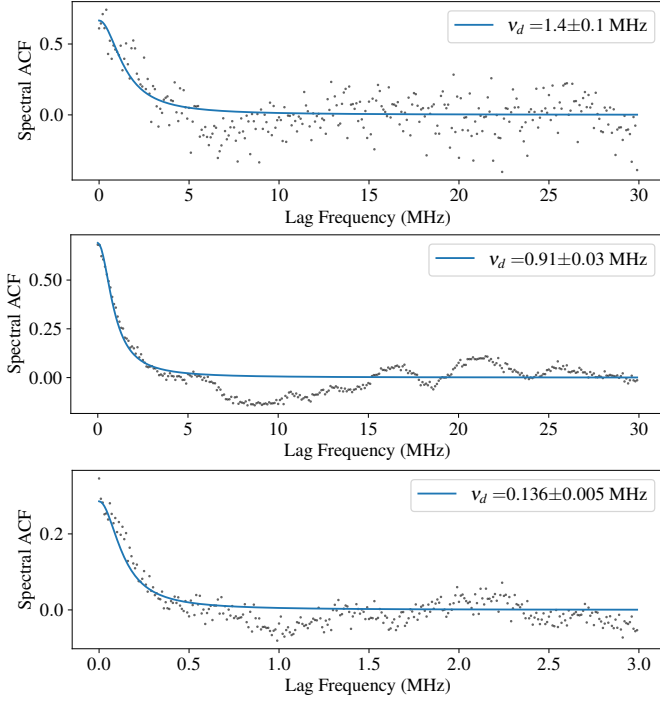 ν_d =1.4±0.1 MHz
0.5
0.0
Spectral ACF
0 5 10 15 20 25 30
Lag Frequency (MHz)
ν_d =0.91±0.03 MHz
0.50
0.25
0.00
Spectral ACF
0 5 10 15 20 25 30
Lag Frequency (MHz)
ν_d =0.136±0.005 MHz
0.2
0.0
Spectral ACF
0.0 0.5 1.0 1.5 2.0 2.5 3.0
Lag Frequency (MHz)